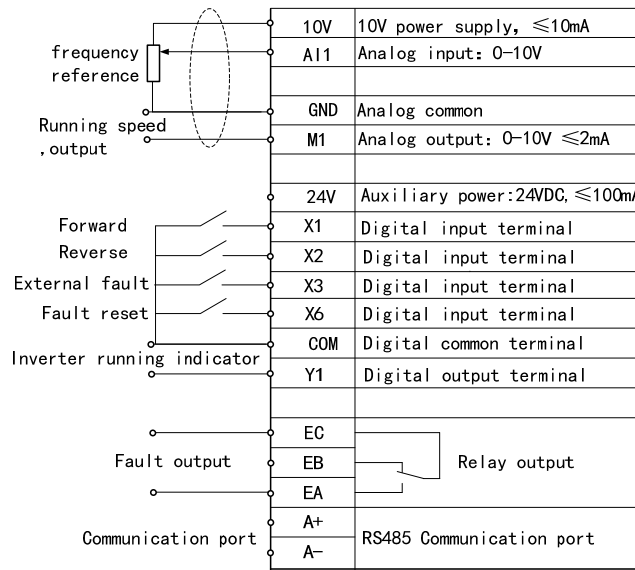 10V 10V power supply, ≤10mA
frequency reference
AI1 Analog input: 0-10V
GND Analog common
Running speed ,output
M1 Analog output: 0-10V ≤2mA
24V Auxiliary power:24VDC, ≤100mA
Forward X1 Digital input terminal
Reverse X2 Digital input terminal
External fault X3 Digital input terminal
Fault reset X6 Digital input terminal
COM Digital common terminal
Inverter running indicator
Y1 Digital output terminal
EC
Fault output EB Relay output
EA
A+
Communication port RS485 Communication port
A-